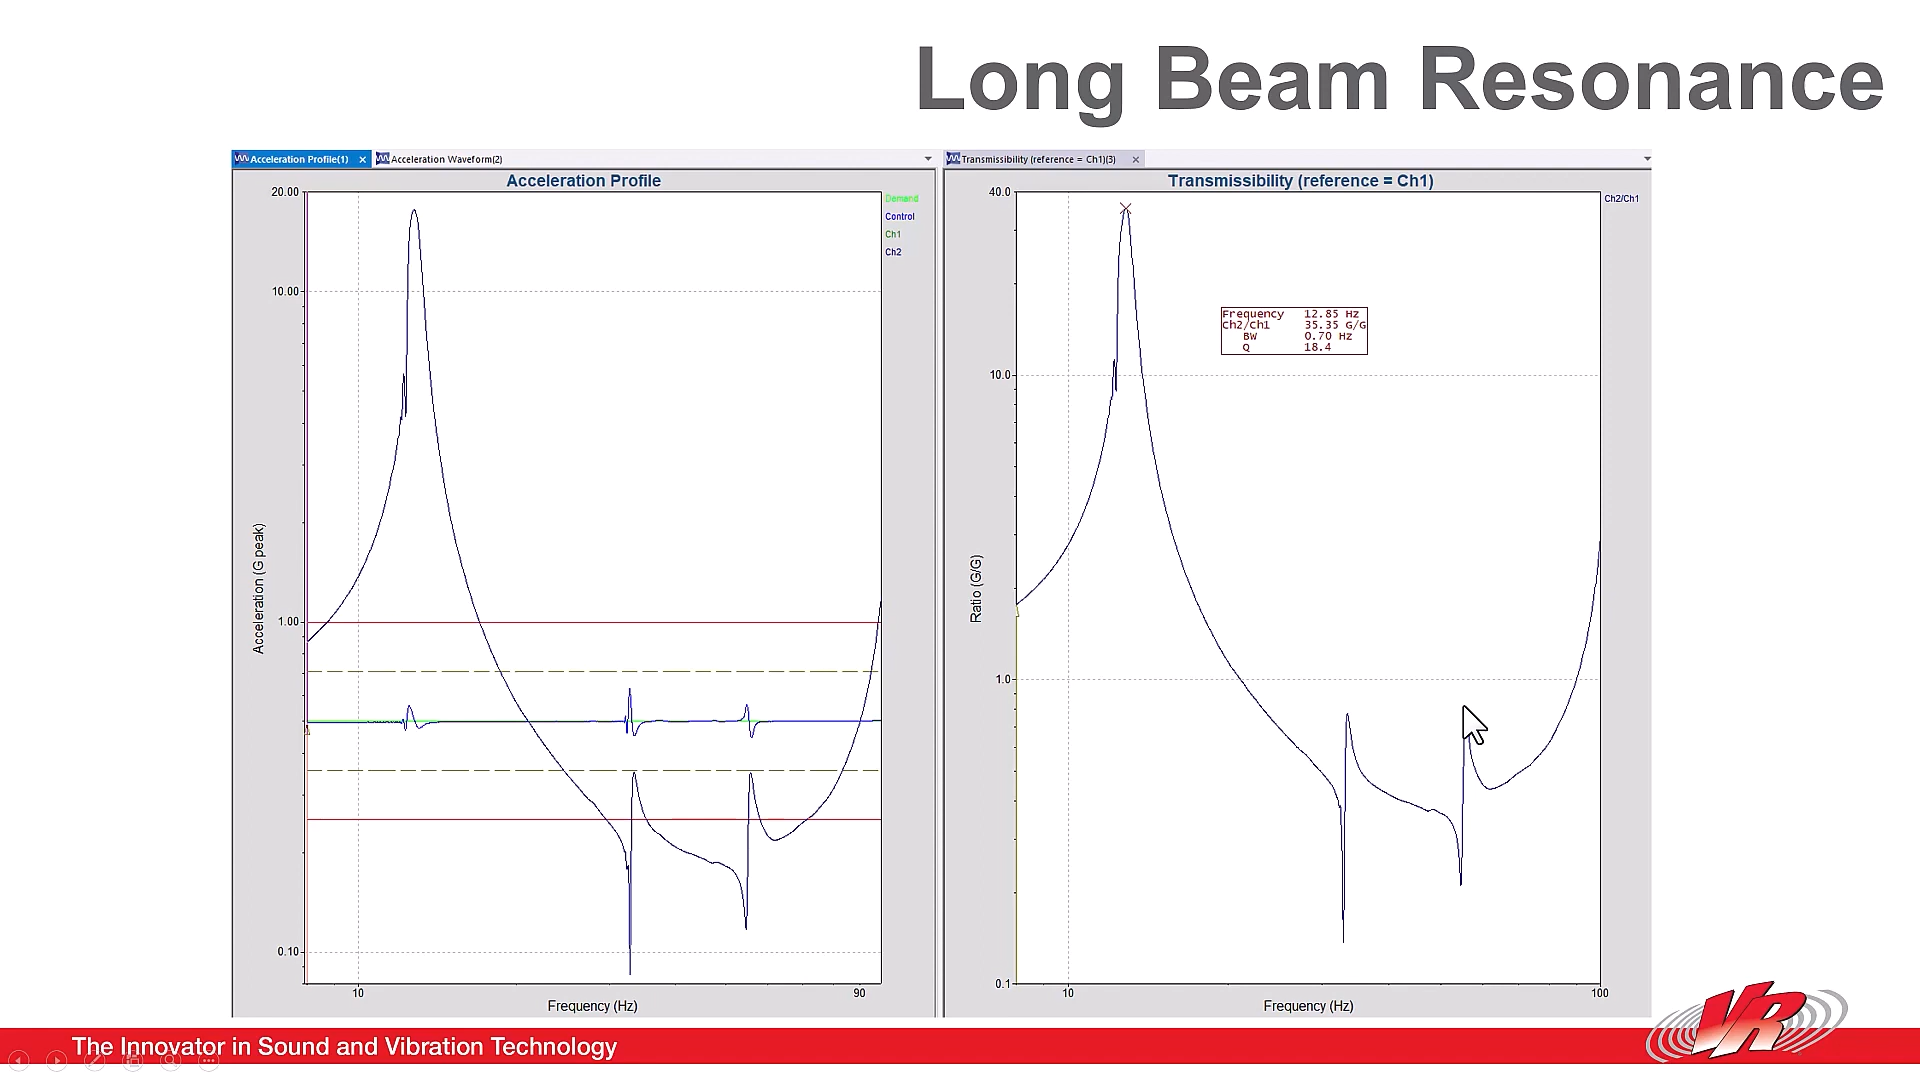 Long Beam Resonance
Acceleration Profile(1)
Acceleration Waveform(2)
Transmissibility (reference = Ch1)(3)
Acceleration Profile
20.00
10.00
1.00
0.10
Acceleration (G peak)
10
90
Frequency (Hz)
Demand
Control
Ch1
Ch2
Transmissibility (reference = Ch1)
40.0
10.0
1.0
0.1
Ratio (G/G)
10
100
Frequency (Hz)
Ch2/Ch1
Frequency 12.85 Hz
Ch2/Ch1 35.35 G/G
BW 0.70 Hz
Q 18.4
The Innovator in Sound and Vibration Technology
VR